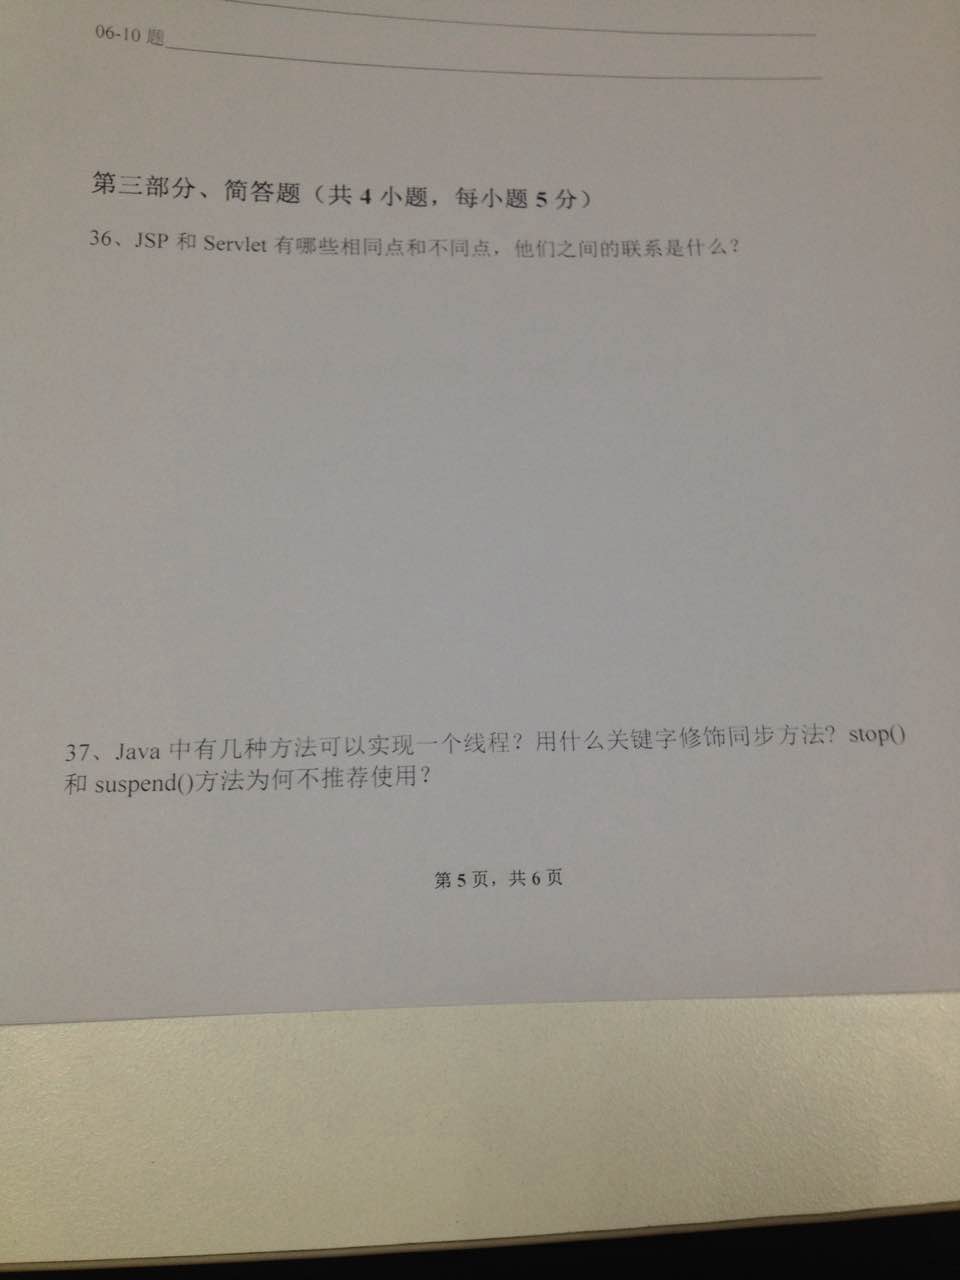 06-10 题
第三部分、简答题（共 4 小题，每小题 5 分）
36、JSP 和 Servlet 有哪些相同点和不同点，他们之间的联系是什么？
37、Java 中有几种方法可以实现一个线程？用什么关键字修饰同步方法？stop()
和 suspend()方法为何不推荐使用？
第 5 页，共 6 页